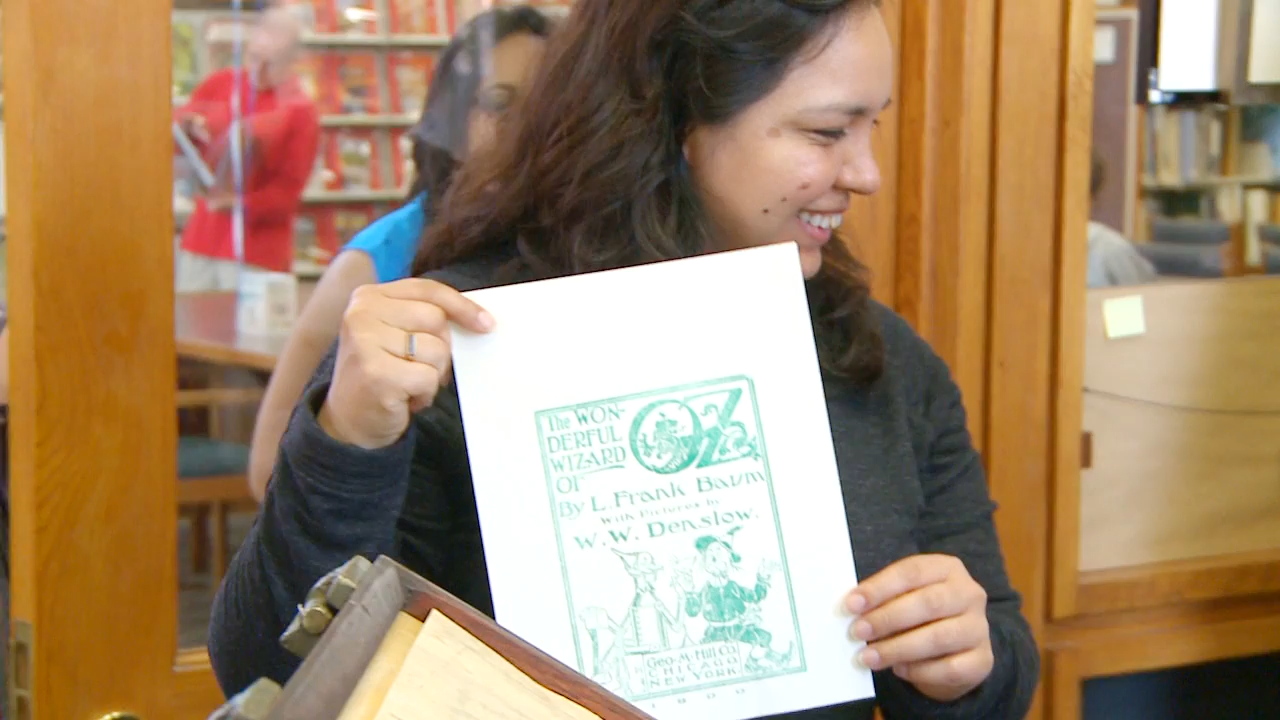 The WON-
DERFUL
WIZARD
OF
OZ
By L. Frank Baum
With Pictures by
W. W. Denslow.
Geo. M. Hill Co.
CHICAGO
NEW YORK
1900